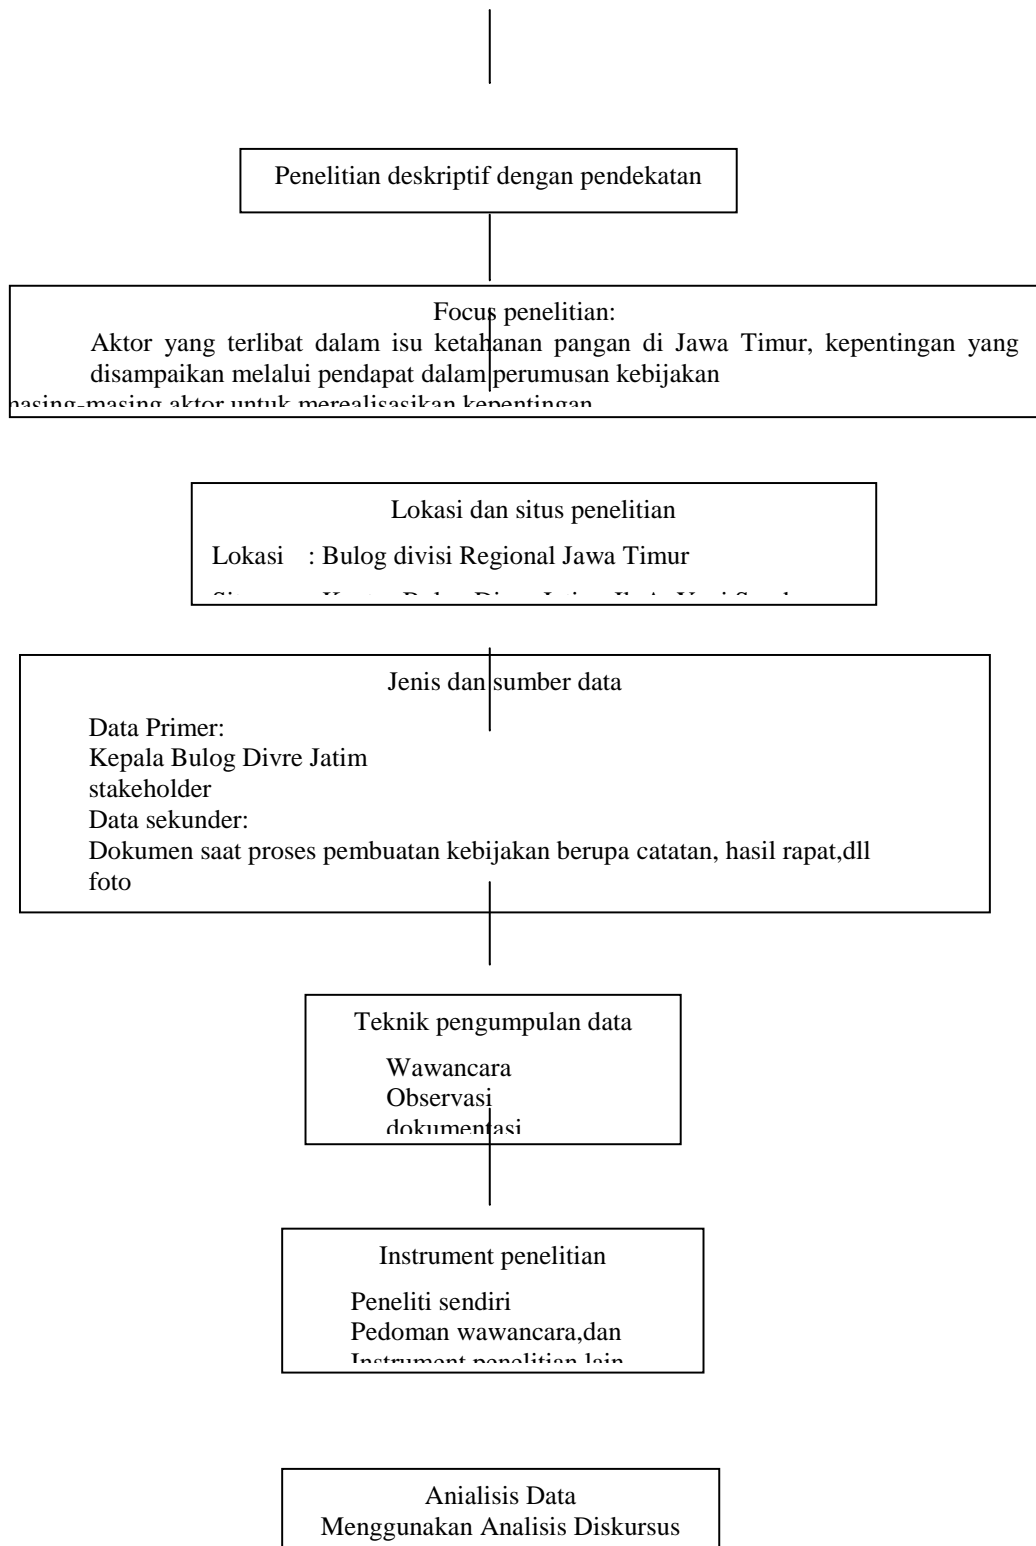 Penelitian deskriptif dengan pendekatan
Focus penelitian:
Aktor yang terlibat dalam isu ketahanan pangan di Jawa Timur, kepentingan yang
disampaikan melalui pendapat dalam perumusan kebijakan
masing-masing aktor untuk merealisasikan kepentingan
Lokasi dan situs penelitian
Lokasi : Bulog divisi Regional Jawa Timur
Jenis dan sumber data
Data Primer:
Kepala Bulog Divre Jatim
stakeholder
Data sekunder:
Dokumen saat proses pembuatan kebijakan berupa catatan, hasil rapat,dll
foto
Teknik pengumpulan data
Wawancara
Observasi
dokumentasi
Instrument penelitian
Peneliti sendiri
Pedoman wawancara,dan
Instrument penelitian lain
Anialisis Data
Menggunakan Analisis Diskursus